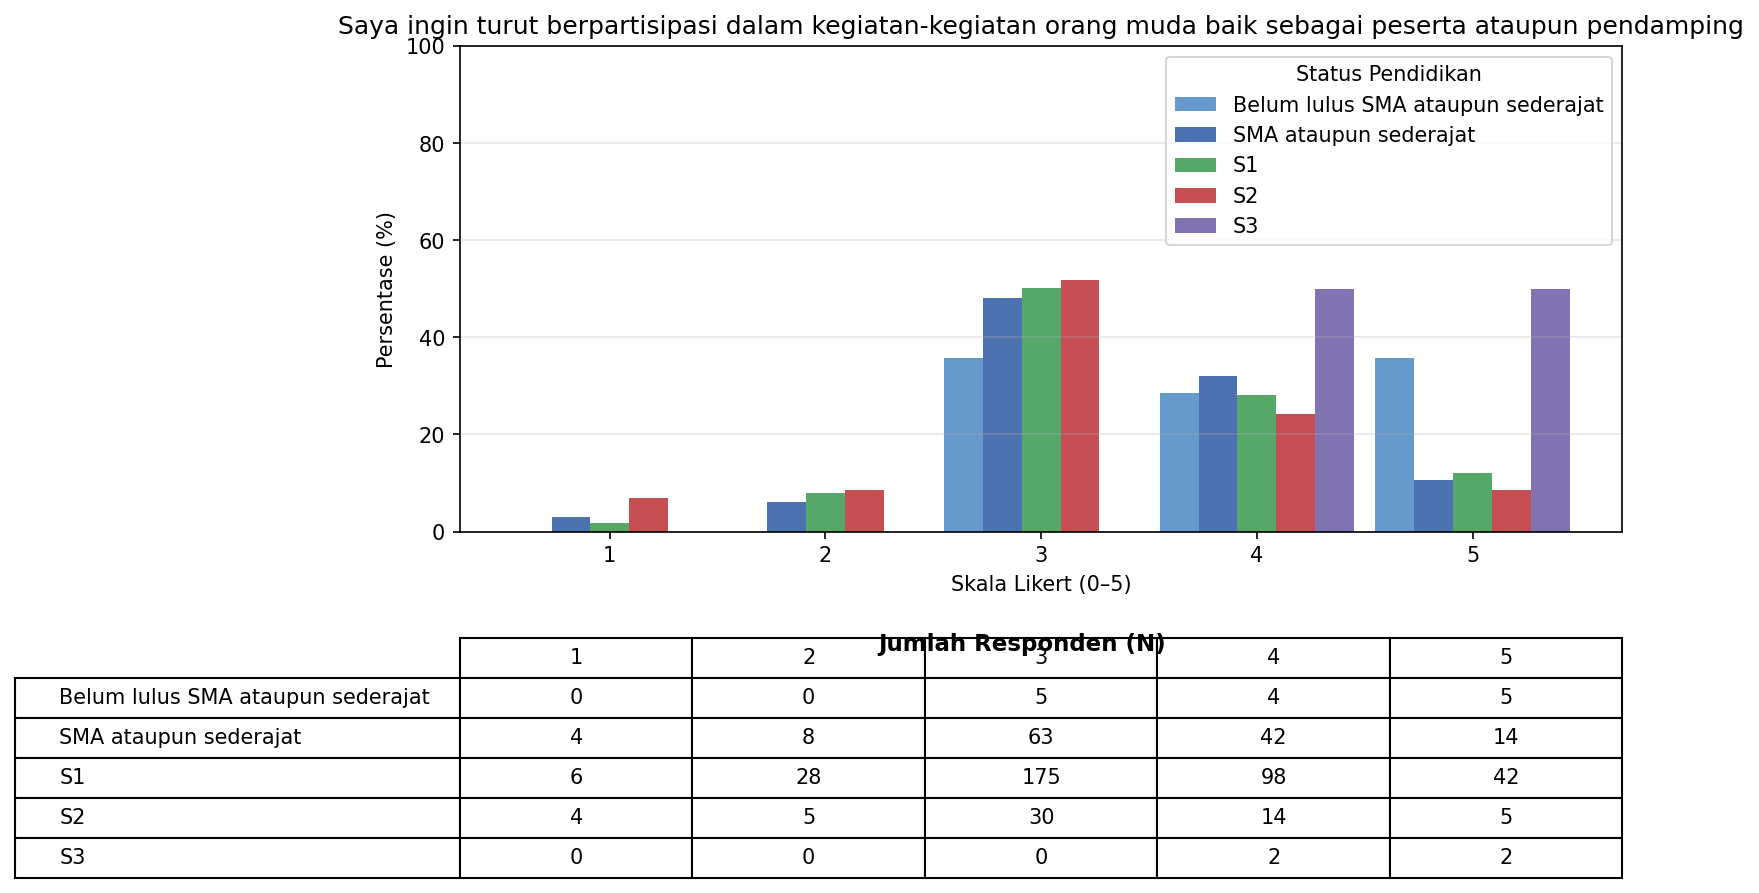 Saya ingin turut berpartisipasi dalam kegiatan-kegiatan orang muda baik sebagai peserta ataupun pendamping
100
80
60
40
20
0
Persentase (%)
Status Pendidikan
Belum lulus SMA ataupun sederajat
SMA ataupun sederajat
S1
S2
S3
1 2 3 4 5
Skala Likert (0–5)
Jumlah Responden (N)
1 2 3 4 5
Belum lulus SMA ataupun sederajat 0 0 5 4 5
SMA ataupun sederajat 4 8 63 42 14
S1 6 28 175 98 42
S2 4 5 30 14 5
S3 0 0 0 2 2